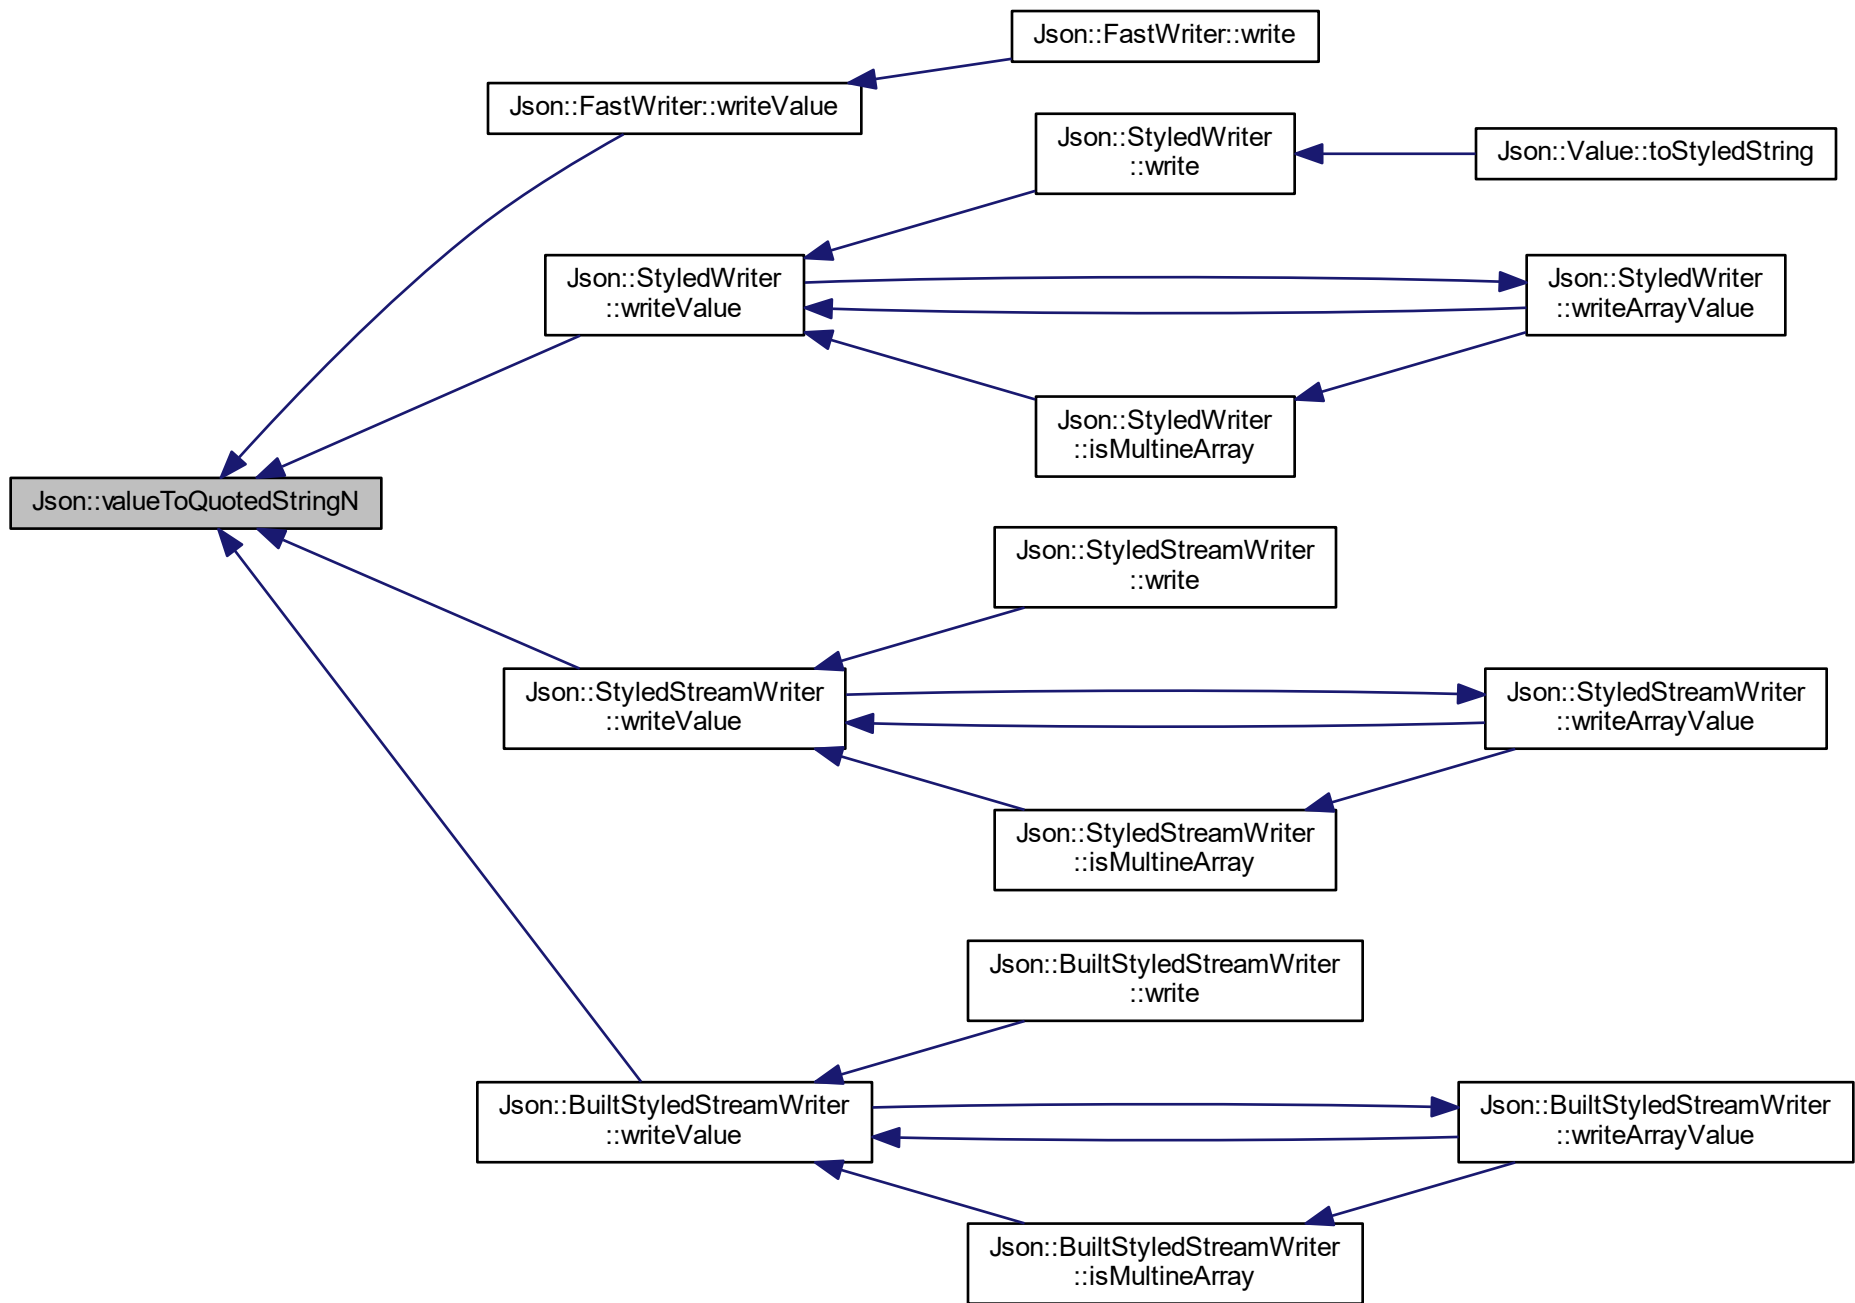 Json::FastWriter::write
Json::FastWriter::writeValue
Json::StyledWriter
::write
Json::Value::toStyledString
Json::StyledWriter
::writeValue
Json::StyledWriter
::writeArrayValue
Json::StyledWriter
::isMultineArray
Json::valueToQuotedStringN
Json::StyledStreamWriter
::write
Json::StyledStreamWriter
::writeValue
Json::StyledStreamWriter
::writeArrayValue
Json::StyledStreamWriter
::isMultineArray
Json::BuiltStyledStreamWriter
::write
Json::BuiltStyledStreamWriter
::writeValue
Json::BuiltStyledStreamWriter
::writeArrayValue
Json::BuiltStyledStreamWriter
::isMultineArray